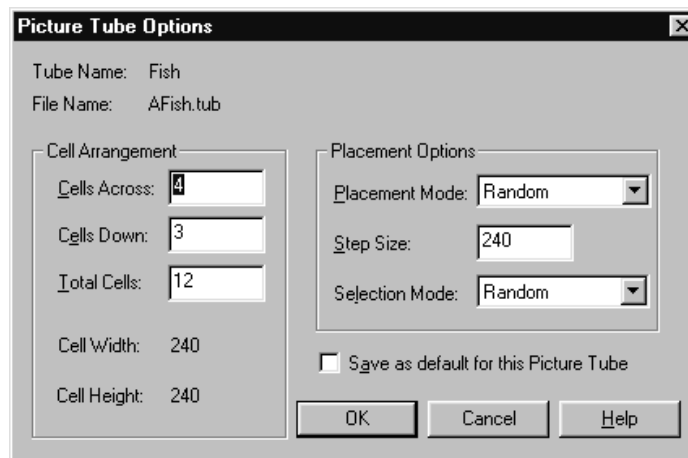 Picture Tube Options
Tube Name: Fish
File Name: AFish.tub
Cell Arrangement
Cells Across: 4
Cells Down: 3
Total Cells: 12
Cell Width: 240
Cell Height: 240
Placement Options
Placement Mode: Random
Step Size: 240
Selection Mode: Random
Save as default for this Picture Tube
OK Cancel Help